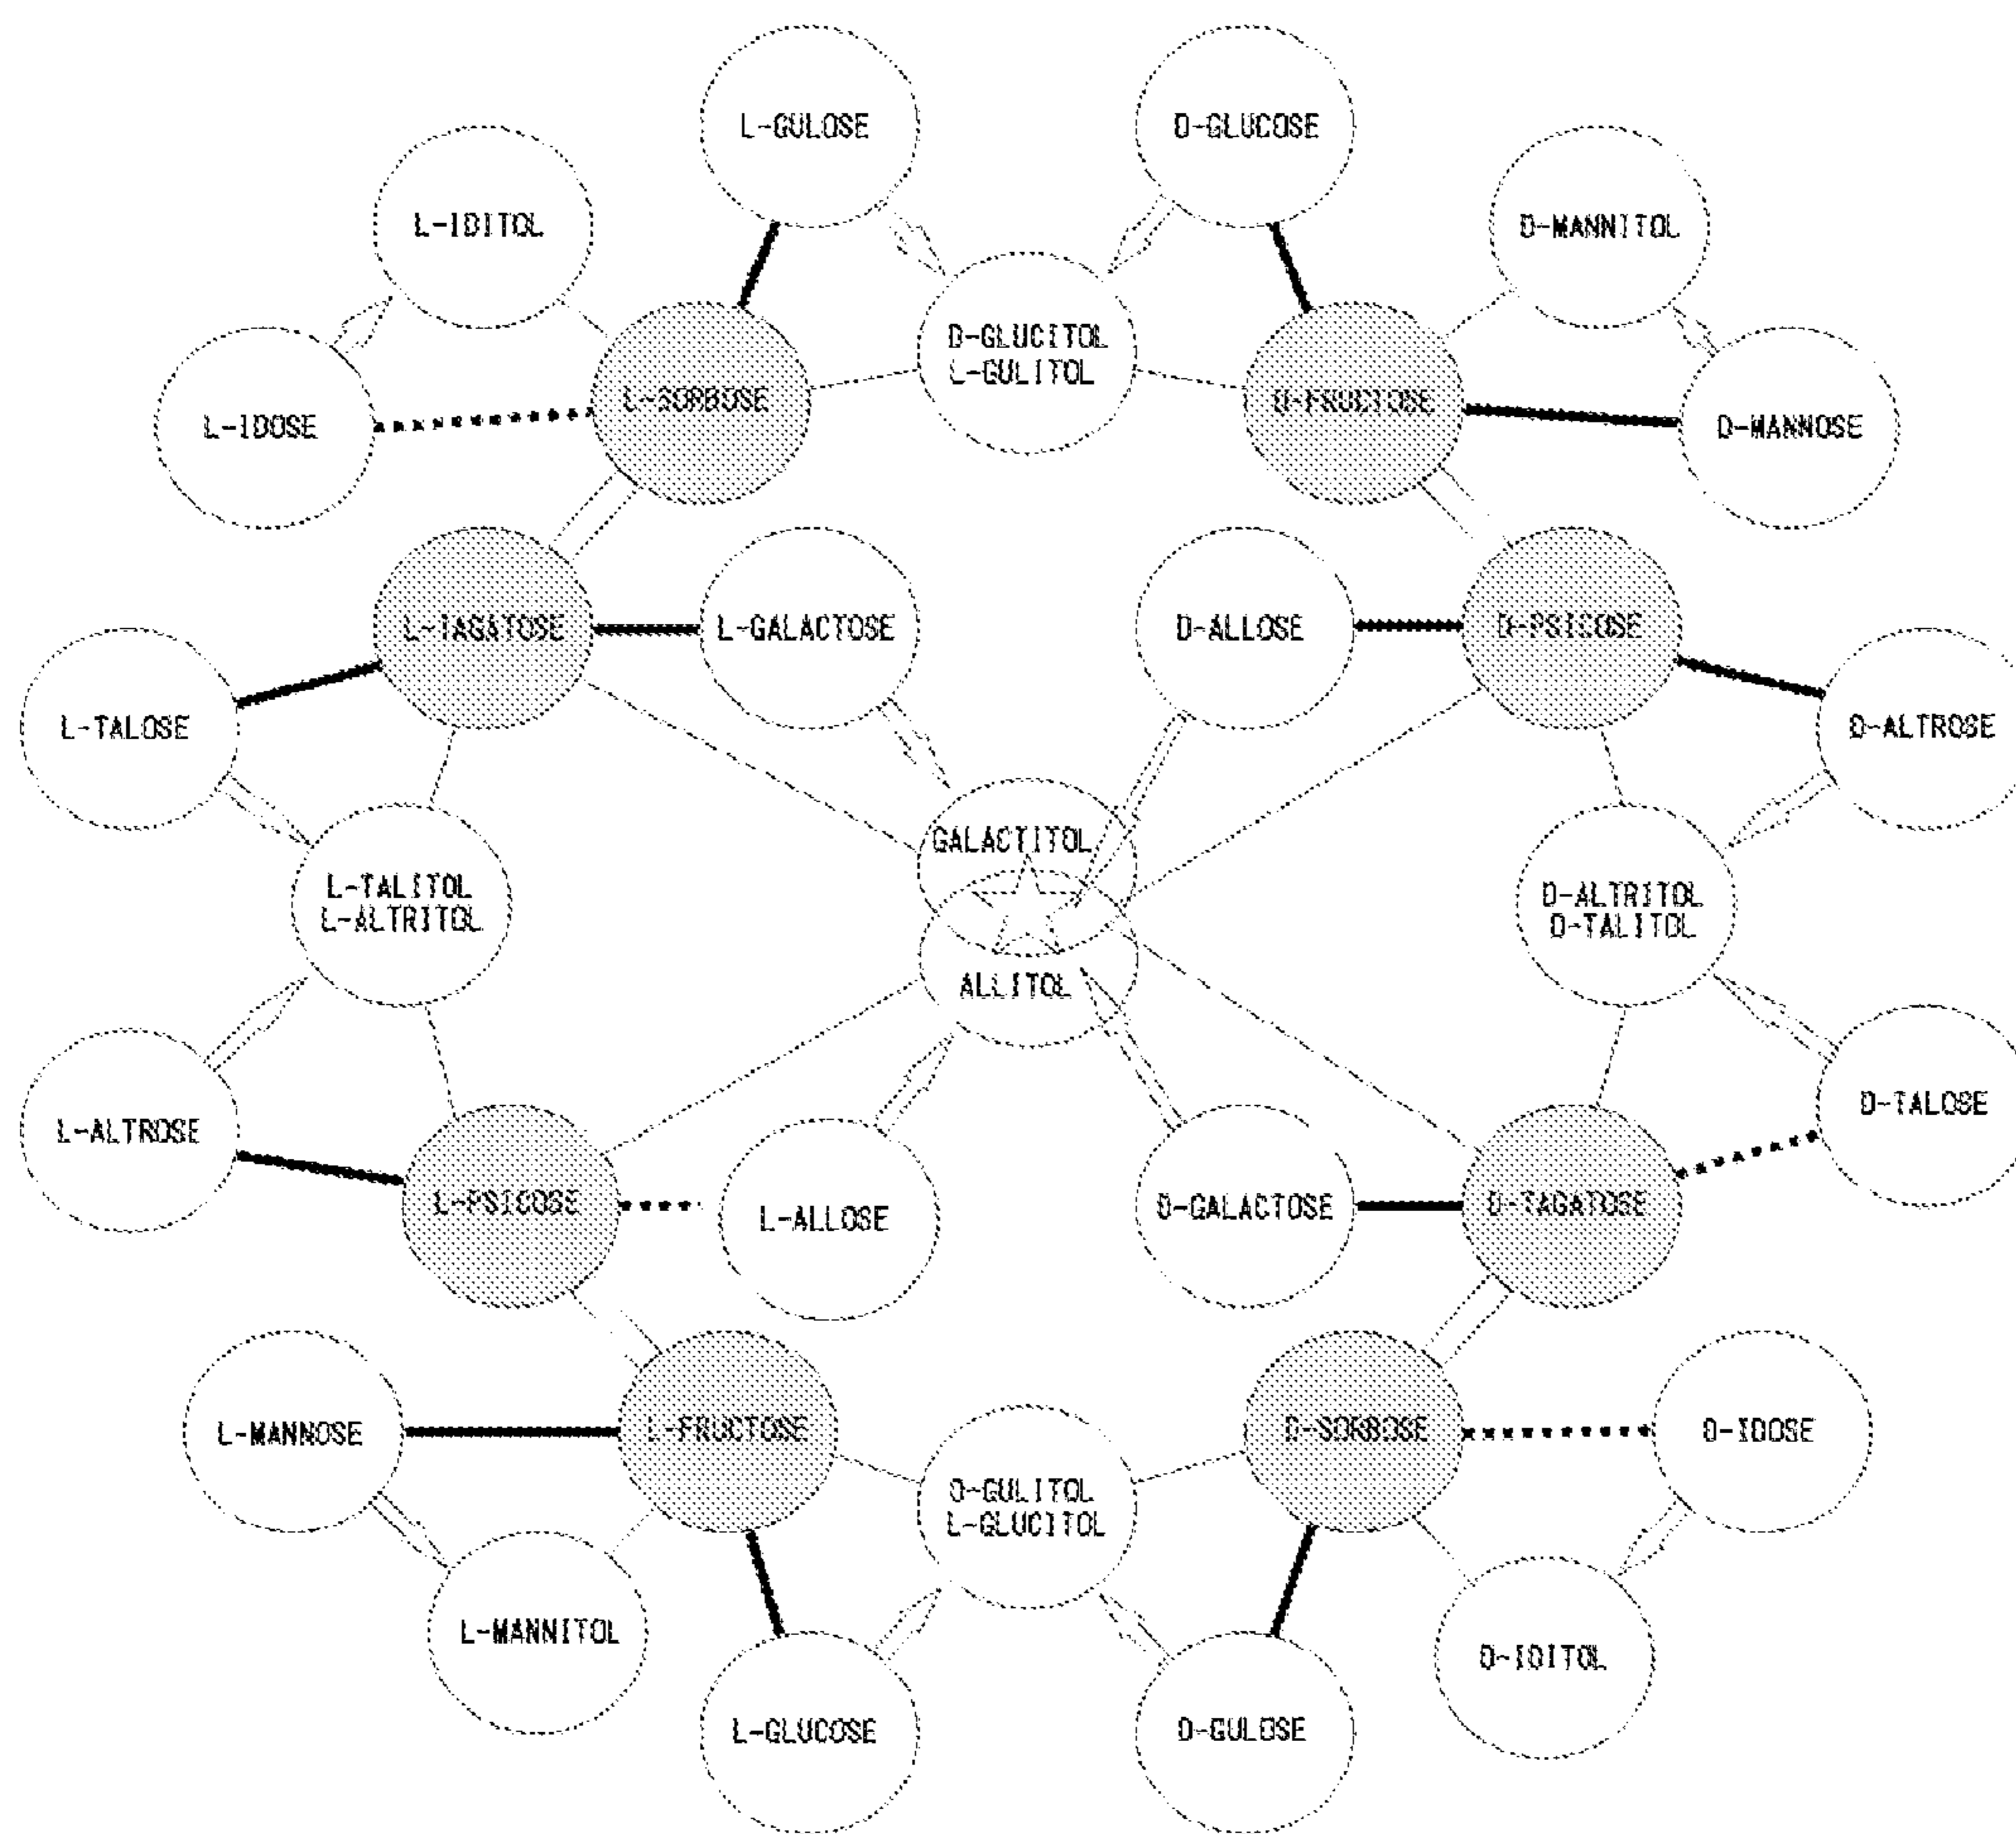 L-GULOSE
D-GLUCOSE
L-IDITOL
D-MANNITOL
D-GLUCITOL
L-GULITOL
L-SORBOSE
D-FRUCTOSE
L-IDOSE
D-MANNOSE
L-TAGATOSE
L-GALACTOSE
D-ALLOSE
D-PSICOSE
L-TALOSE
D-ALTROSE
GALACTITOL
L-TALITOL
L-ALTRITOL
D-ALTRITOL
D-TALITOL
ALLITOL
L-ALTROSE
D-TALOSE
L-PSICOSE
L-ALLOSE
D-GALACTOSE
D-TAGATOSE
L-MANNOSE
L-FRUCTOSE
D-SORBOSE
D-IDOSE
D-GULITOL
L-GLUCITOL
L-MANNITOL
D-IDITOL
L-GLUCOSE
D-GULOSE